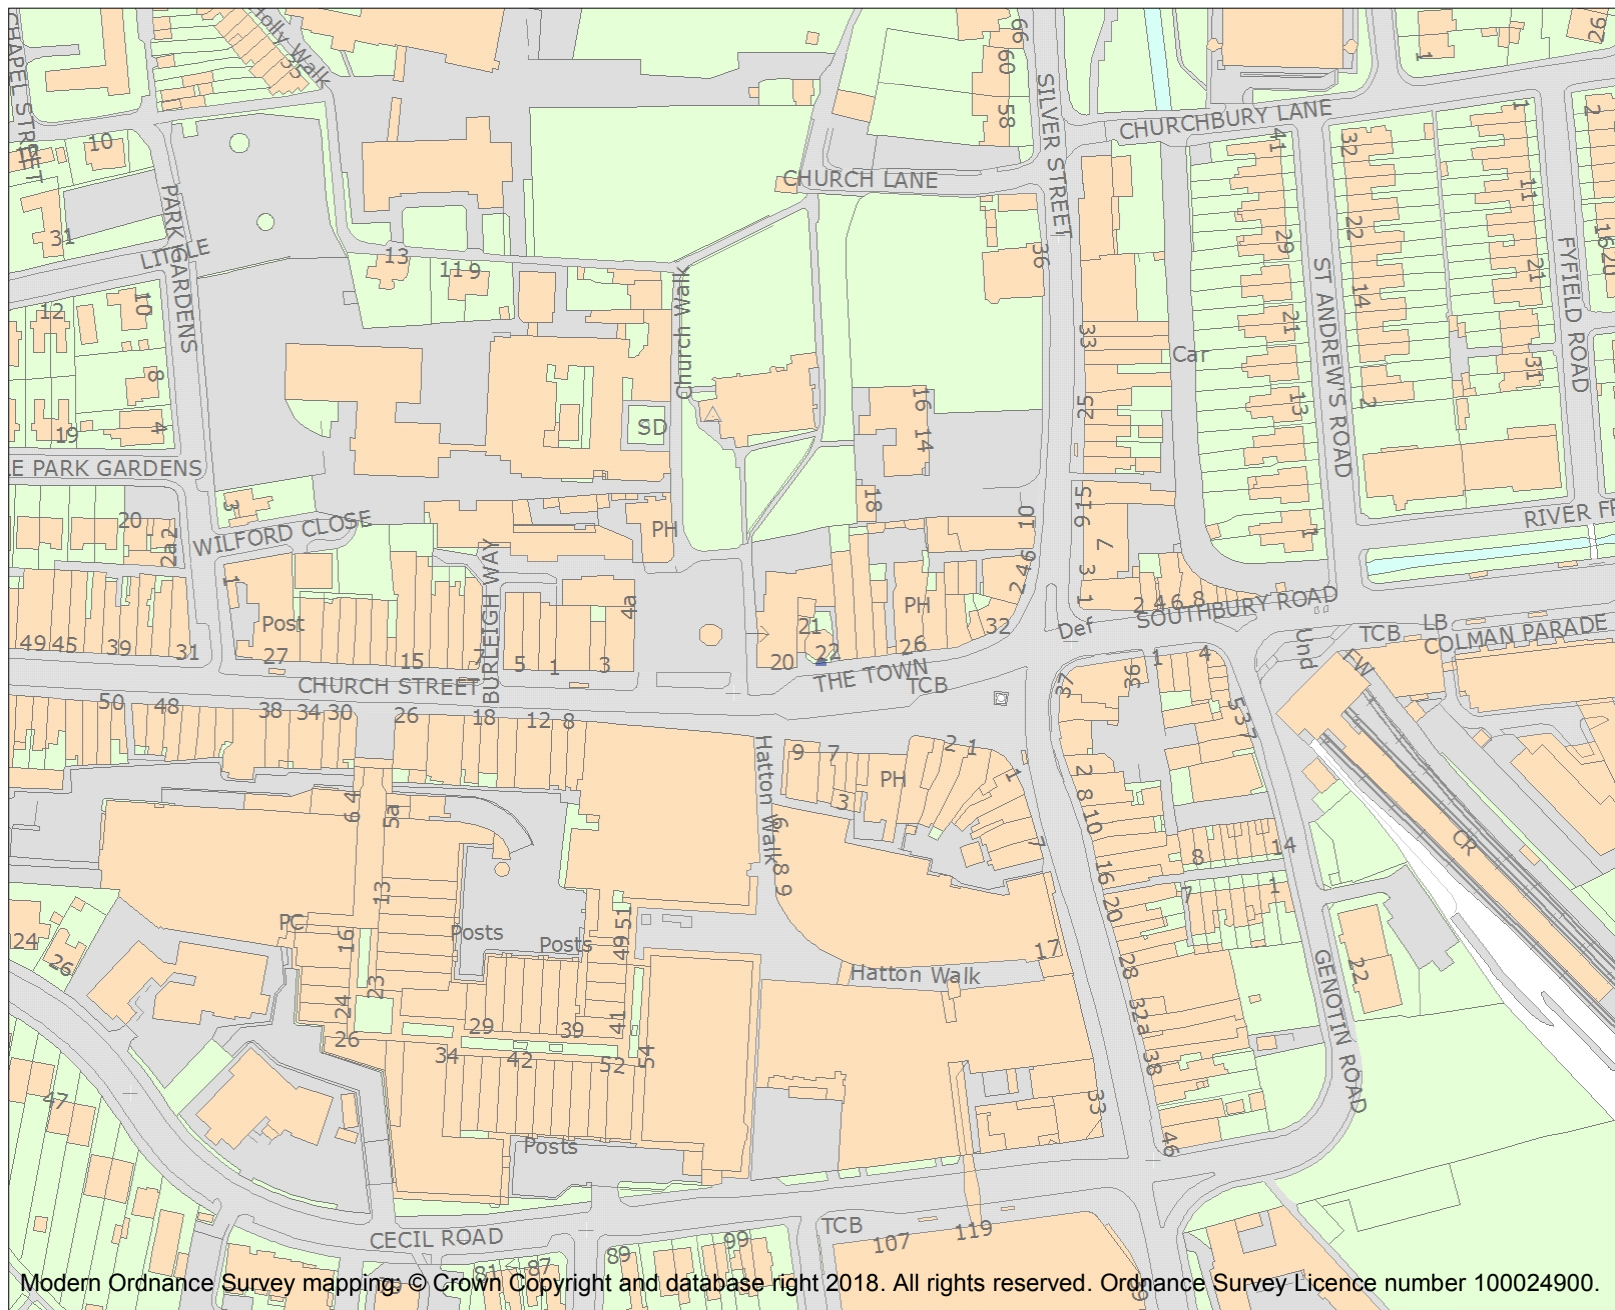 Holly Walk
35
66
60
58
SILVER STREET
CHURCHBURY LANE
1
26
1
2
CHAPEL STREET
10
31
PARK GARDENS
LITTLE
CHURCH LANE
41
32
11
29
22
21
14
1620
FYFIELD ROAD
ST ANDREW'S ROAD
13
11 9
36
12
10
Church Walk
33
Car
21
31
8
16
25
13
2
SD
14
19
4
LE PARK GARDENS
3
20
2a2
WILFORD CLOSE
PH
18
10
516
7
1
RIVER FR
1
BURLEIGH WAY
4a
246
3
1
2 4 6 8
SOUTHBURY ROAD
Post
21
PH
32
Def
49 45
39
31
27
15
7
5
1
3
20
22
26
Und
TCB
LB
COLMAN PARADE
CHURCH STREET
THE TOWN
TCB
37
36
1
4
FW
50
48
38
34 30
26
18
12 8
537
Hatton Walk
9
7
2 1
1
PH
3
2
8
10
6 4
5a
6
8
9
7
8
14
CR
13
16
20
7
1
PC
Posts
Posts
51
49
16
24
26
23
24
26
17
Hatton Walk
28
22
GENOTIN ROAD
29
39
41
32a
34
42
52
54
38
47
33
46
Posts
CECIL ROAD
TCB
107
119
81
87
89
99
Modern Ordnance Survey mapping: © Crown Copyright and database right 2018. All rights reserved. Ordnance Survey Licence number 100024900.